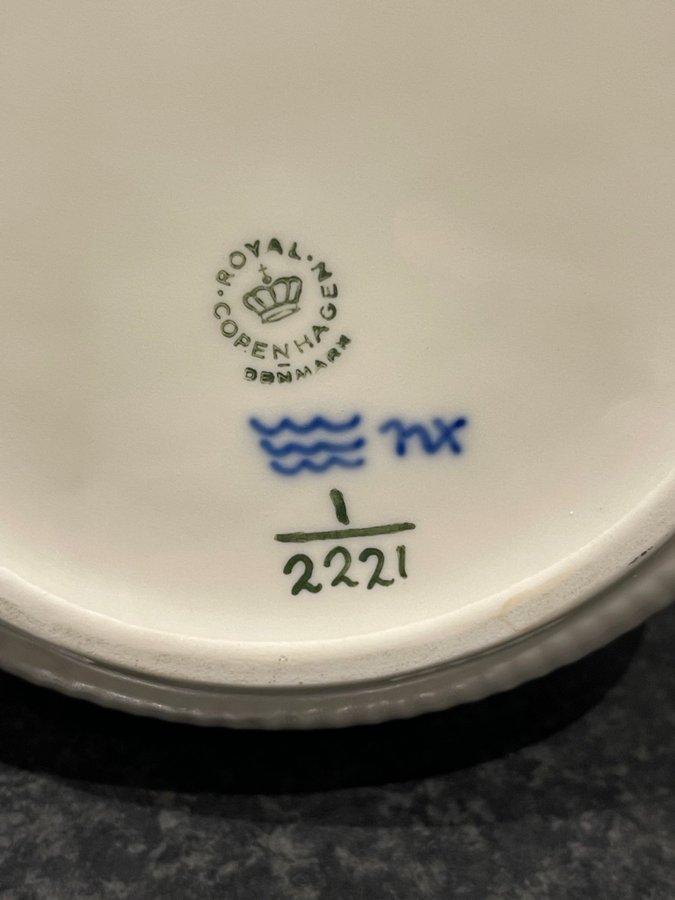 ROYAL · COPENHAGEN ·
DENMARK
nx
1
2221